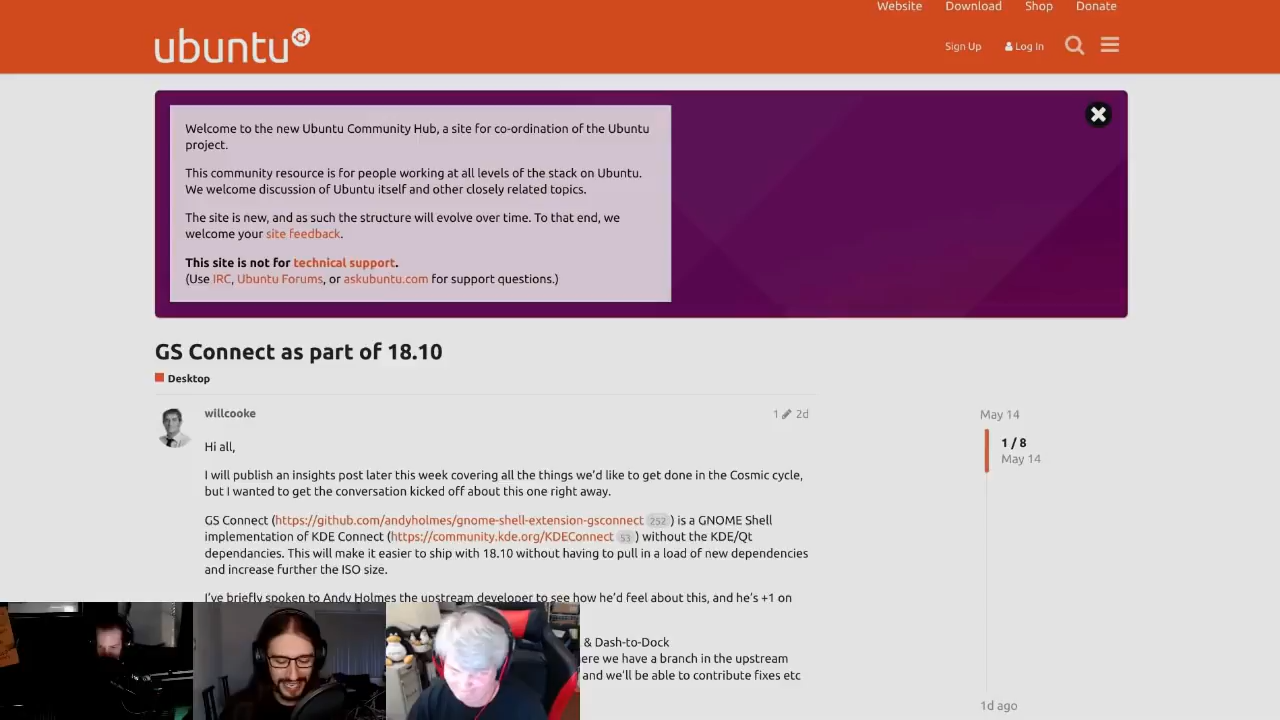 Website Download Shop Donate
ubuntu
Sign Up Log In
Welcome to the new Ubuntu Community Hub, a site for co-ordination of the Ubuntu
project.
This community resource is for people working at all levels of the stack on Ubuntu.
We welcome discussion of Ubuntu itself and other closely related topics.
The site is new, and as such the structure will evolve over time. To that end, we
welcome your site feedback.
This site is not for technical support.
(Use IRC, Ubuntu Forums, or askubuntu.com for support questions.)
GS Connect as part of 18.10
Desktop
willcooke 1 2d
May 14
1 / 8
May 14
Hi all,
I will publish an insights post later this week covering all the things we'd like to get done in the Cosmic cycle,
but I wanted to get the conversation kicked off about this one right away.
GS Connect (https://github.com/andyholmes/gnome-shell-extension-gsconnect 252 ) is a GNOME Shell
implementation of KDE Connect (https://community.kde.org/KDEConnect 53 ) without the KDE/Qt
dependancies. This will make it easier to ship with 18.10 without having to pull in a load of new dependencies
and increase further the ISO size.
I've briefly spoken to Andy Holmes the upstream developer to see how he'd feel about this, and he's +1 on
& Dash-to-Dock
ere we have a branch in the upstream
and we'll be able to contribute fixes etc
1d ago